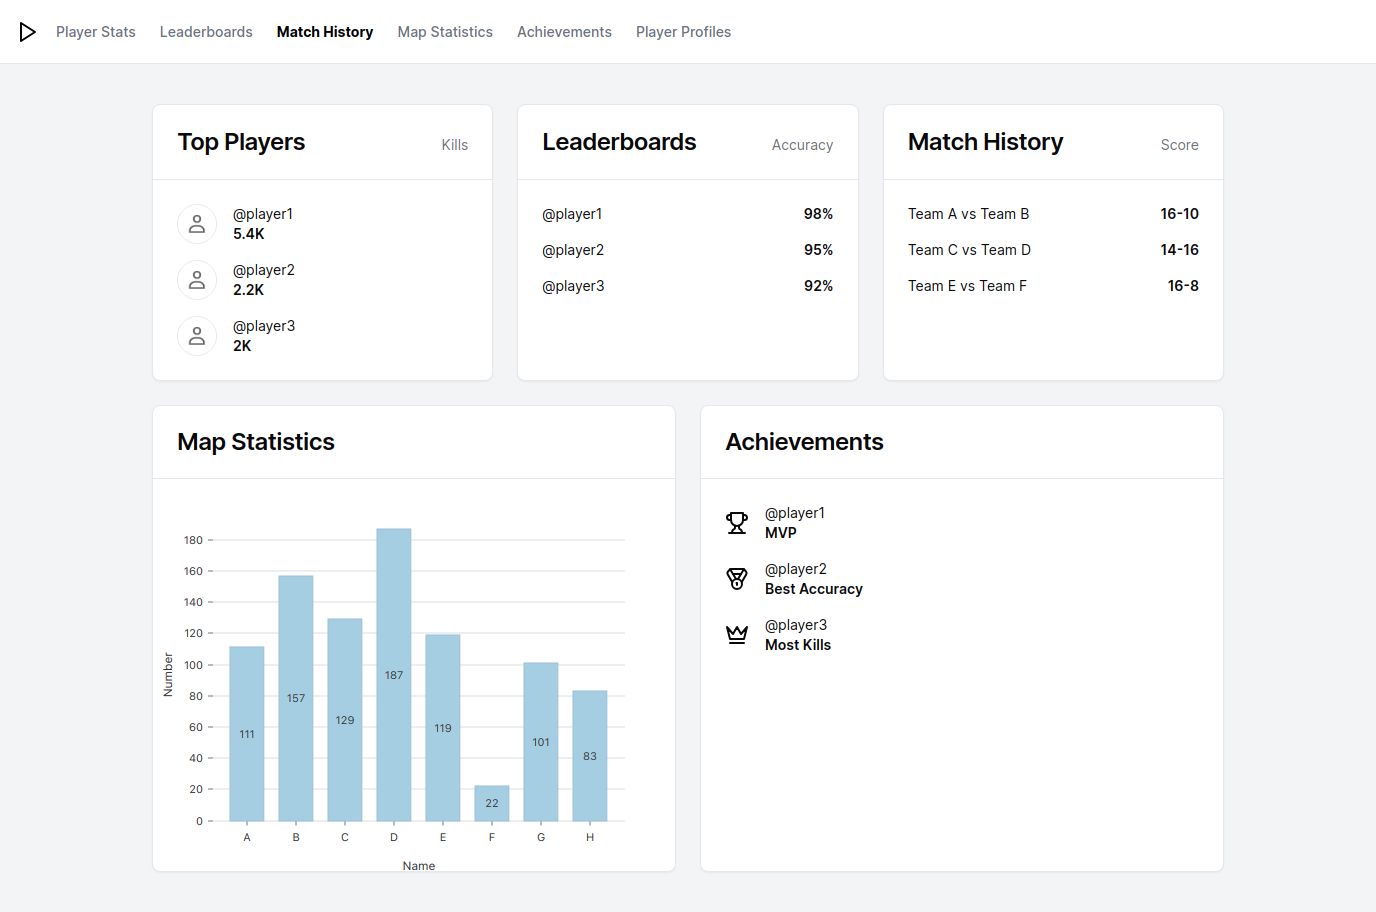 Player Stats Leaderboards Match History Map Statistics Achievements Player Profiles
Top Players Kills
@player1
5.4K
@player2
2.2K
@player3
2K
Leaderboards Accuracy
@player1 98%
@player2 95%
@player3 92%
Match History Score
Team A vs Team B 16-10
Team C vs Team D 14-16
Team E vs Team F 16-8
Map Statistics
Number
180
160
140
120
100
80
60
40
20
0
111 157 129 187 119 22 101 83
A B C D E F G H
Name
Achievements
@player1
MVP
@player2
Best Accuracy
@player3
Most Kills